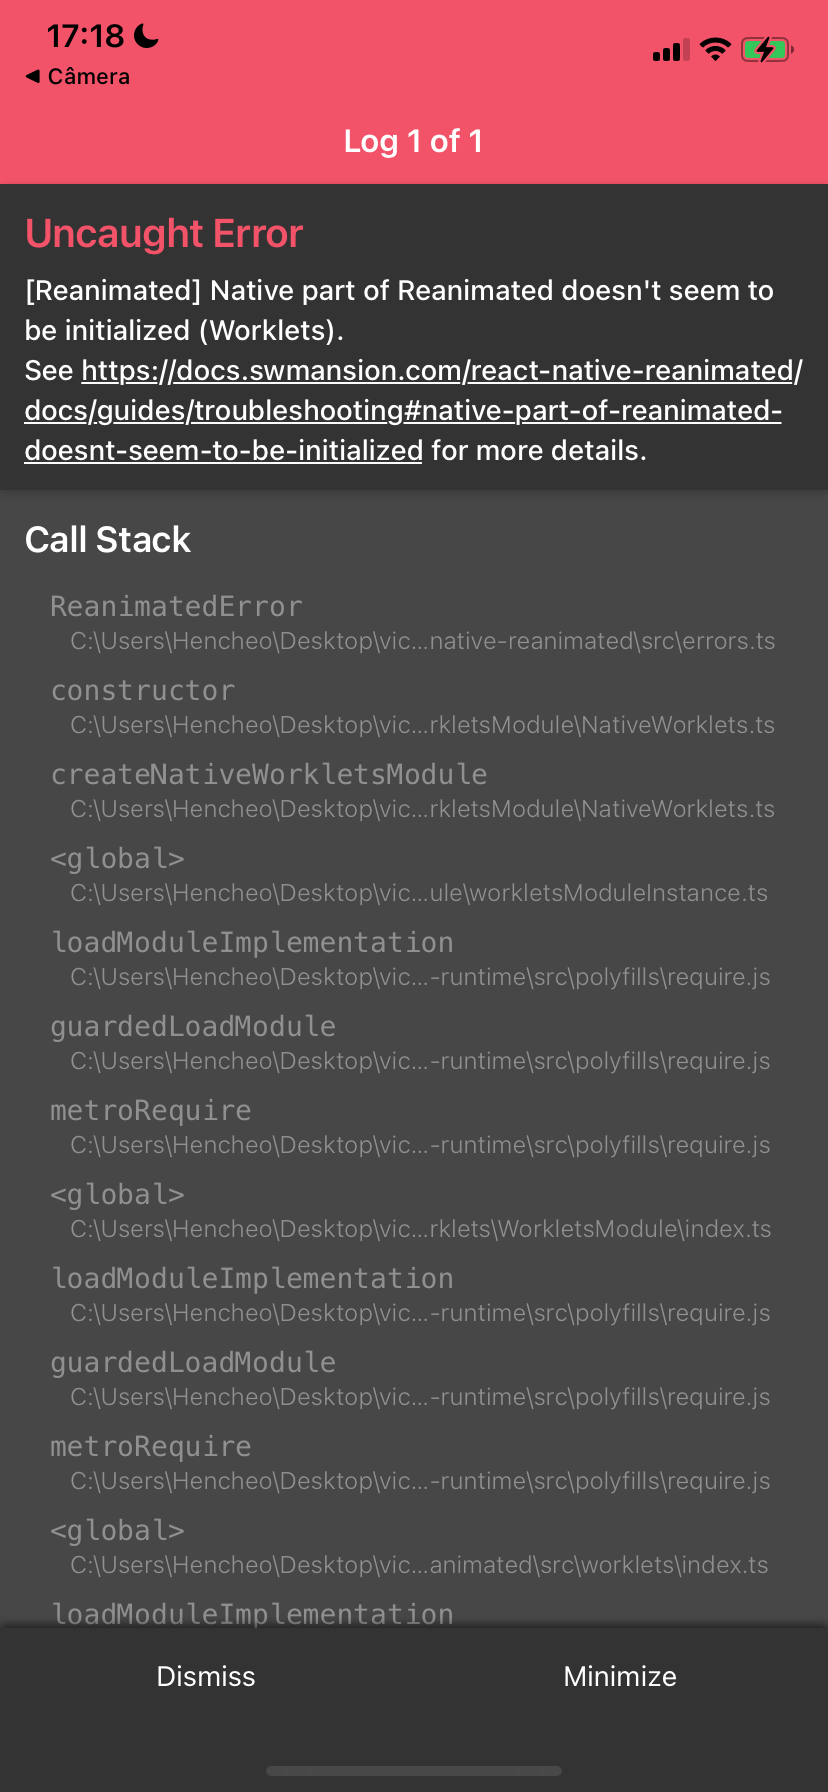 17:18
◀ Câmera
Log 1 of 1
Uncaught Error
[Reanimated] Native part of Reanimated doesn't seem to
be initialized (Worklets).
See https://docs.swmansion.com/react-native-reanimated/
docs/guides/troubleshooting#native-part-of-reanimated-
doesnt-seem-to-be-initialized for more details.
Call Stack
ReanimatedError
C:\Users\Hencheo\Desktop\vic...native-reanimated\src\errors.ts
constructor
C:\Users\Hencheo\Desktop\vic...rkletsModule\NativeWorklets.ts
createNativeWorkletsModule
C:\Users\Hencheo\Desktop\vic...rkletsModule\NativeWorklets.ts
<global>
C:\Users\Hencheo\Desktop\vic...ule\workletsModuleInstance.ts
loadModuleImplementation
C:\Users\Hencheo\Desktop\vic...-runtime\src\polyfills\require.js
guardedLoadModule
C:\Users\Hencheo\Desktop\vic...-runtime\src\polyfills\require.js
metroRequire
C:\Users\Hencheo\Desktop\vic...-runtime\src\polyfills\require.js
<global>
C:\Users\Hencheo\Desktop\vic...rklets\WorkletsModule\index.ts
loadModuleImplementation
C:\Users\Hencheo\Desktop\vic...-runtime\src\polyfills\require.js
guardedLoadModule
C:\Users\Hencheo\Desktop\vic...-runtime\src\polyfills\require.js
metroRequire
C:\Users\Hencheo\Desktop\vic...-runtime\src\polyfills\require.js
<global>
C:\Users\Hencheo\Desktop\vic...animated\src\worklets\index.ts
loadModuleImplementation
Dismiss
Minimize